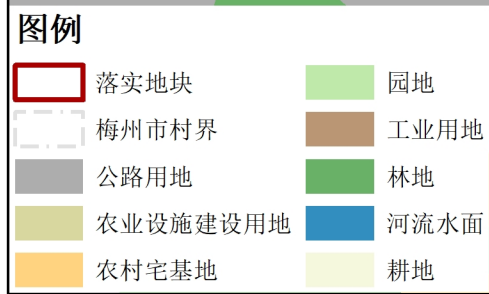 图例
落实地块 园地
梅州市村界 工业用地
公路用地 林地
农业设施建设用地 河流水面
农村宅基地 耕地